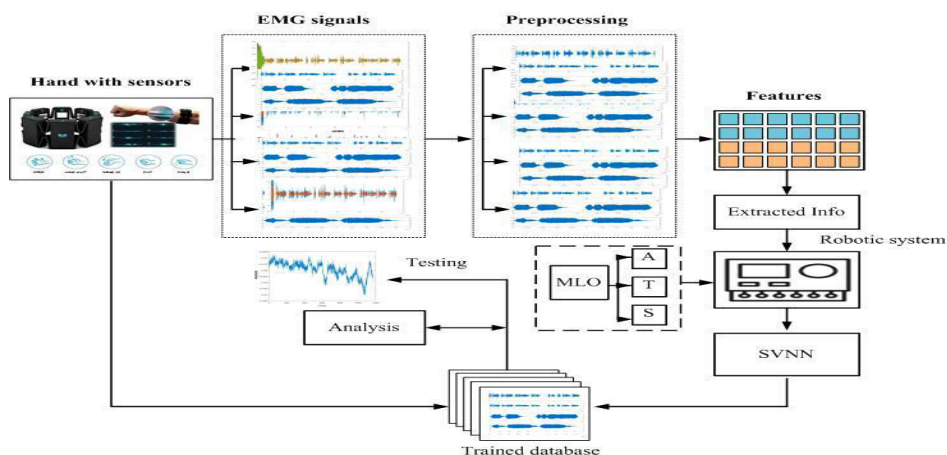 EMG signals
Preprocessing
Hand with sensors
Features
Extracted Info
Robotic system
Testing
MLO
A
T
S
Analysis
SVNN
Trained database